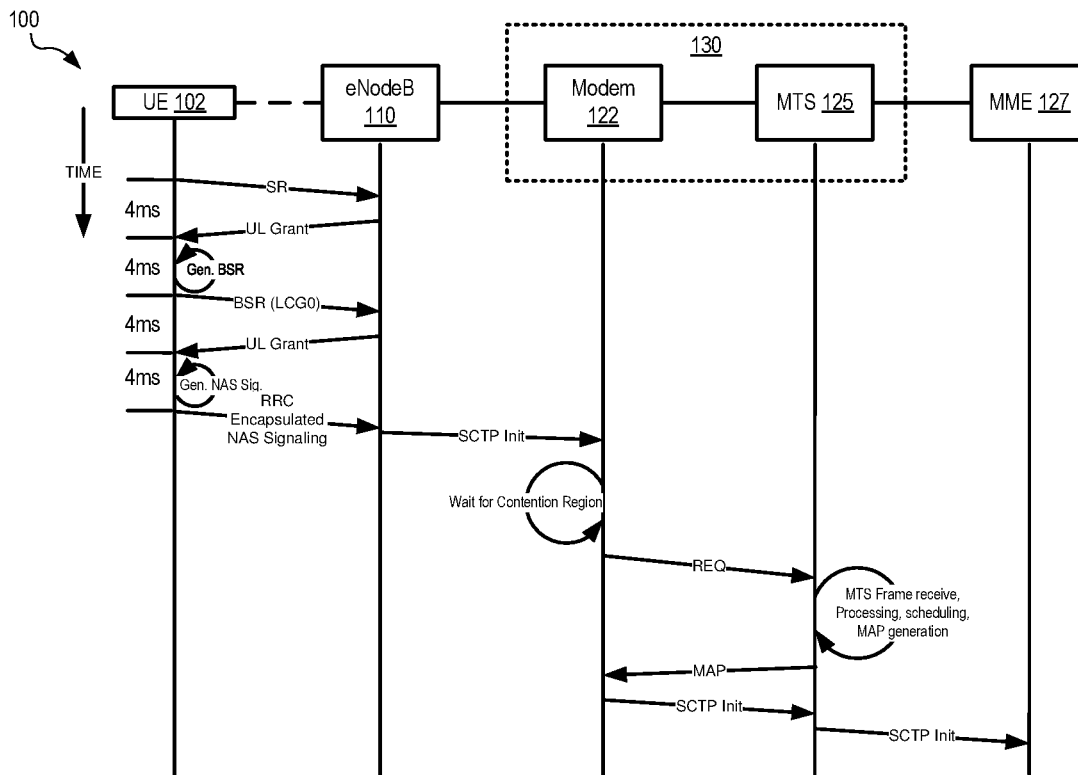 100
130
UE 102
eNodeB
110
Modem
122
MTS 125
MME 127
TIME
SR
4ms
UL Grant
4ms
Gen. BSR
BSR (LCG0)
4ms
UL Grant
4ms
Gen. NAS Sig.
RRC
Encapsulated
NAS Signaling
SCTP Init
Wait for Contention Region
REQ
MTS Frame receive,
Processing, scheduling,
MAP generation
MAP
SCTP Init
SCTP Init